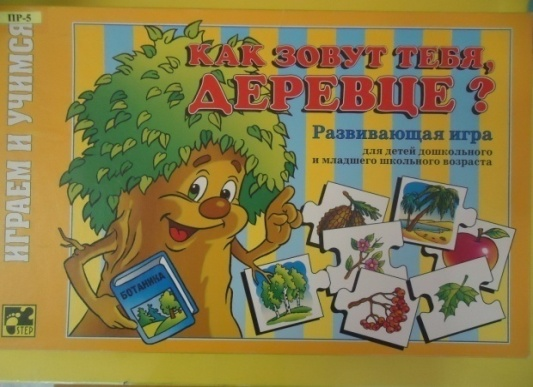 ПР-5
ИГРАЕМ И УЧИМСЯ
КАК ЗОВУТ ТЕБЯ,
ДЕРЕВЦЕ?
Развивающая игра
для детей дошкольного
и младшего школьного возраста
БОТАНИКА
STEP